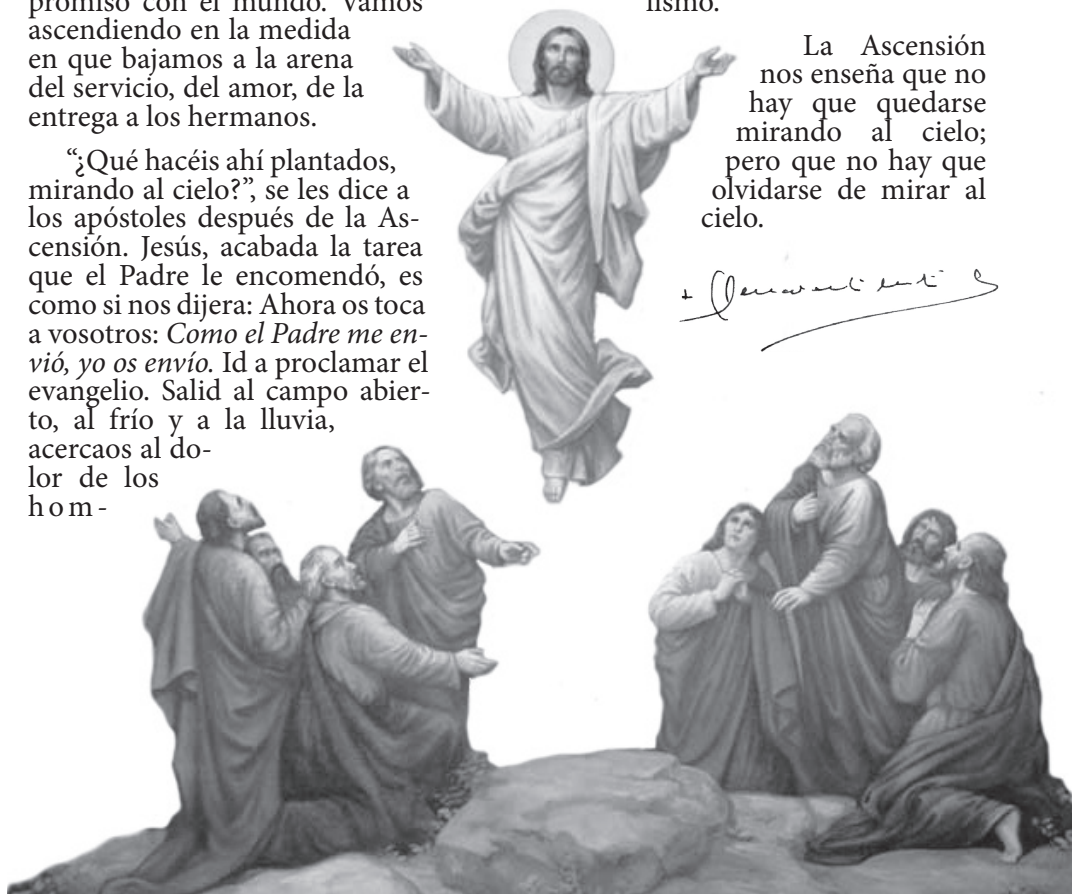 promiso con el mundo. Vamos
ascendiendo en la medida
en que bajamos a la arena
del servicio, del amor, de la
entrega a los hermanos.
“¿Qué hacéis ahí plantados,
mirando al cielo?”, se les dice a
los apóstoles después de la As-
censión. Jesús, acabada la tarea
que el Padre le encomendó, es
como si nos dijera: Ahora os toca
a vosotros: Como el Padre me en-
vió, yo os envío. Id a proclamar el
evangelio. Salid al campo abier-
to, al frío y a la lluvia,
acercaos al do-
lor de los
hom-
lismo.
La Ascensión
nos enseña que no
hay que quedarse
mirando al cielo;
pero que no hay que
olvidarse de mirar al
cielo.